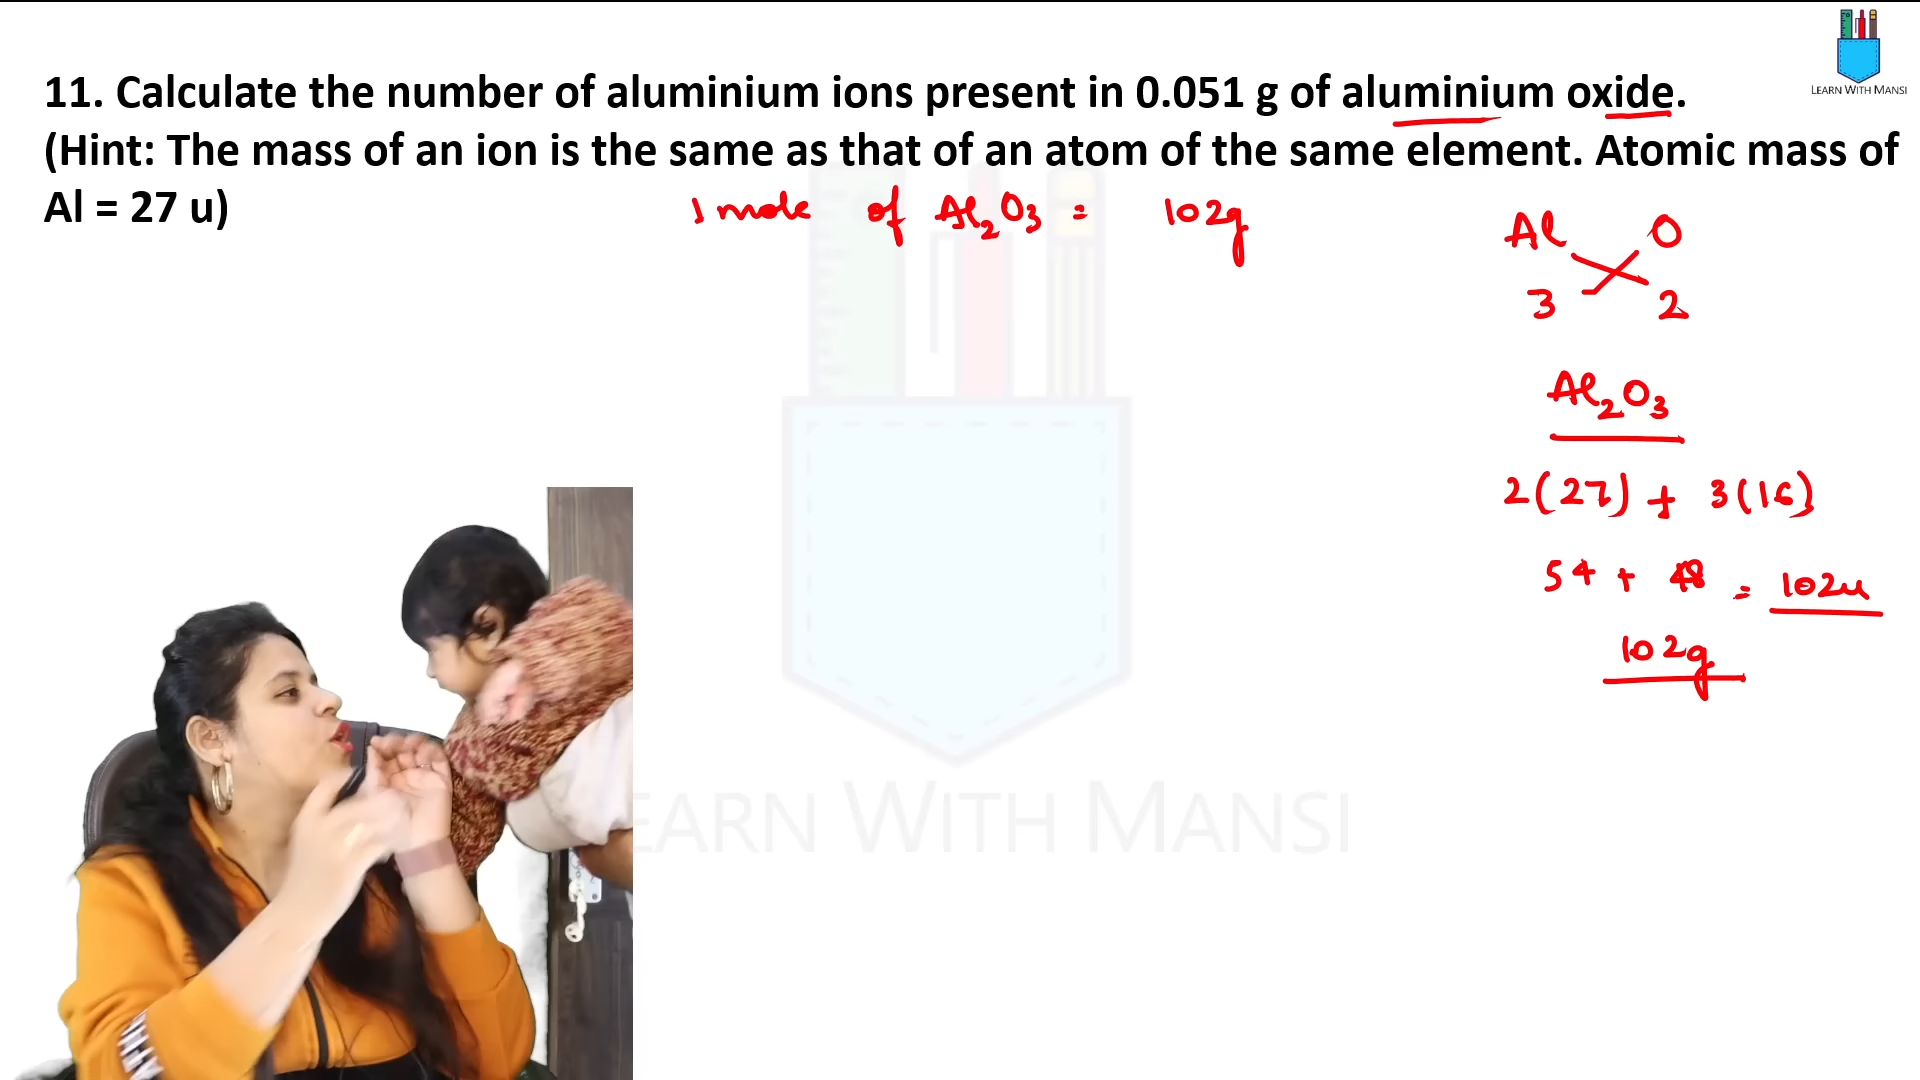 LEARN WITH MANSI
11. Calculate the number of aluminium ions present in 0.051 g of aluminium oxide.
(Hint: The mass of an ion is the same as that of an atom of the same element. Atomic mass of
Al = 27 u)
1 mole of Al₂O₃ = 102g
Al O
3 2
Al₂O₃
2(27) + 3(16)
54 + 48 = 102u
102g
EARN WITH MANSI